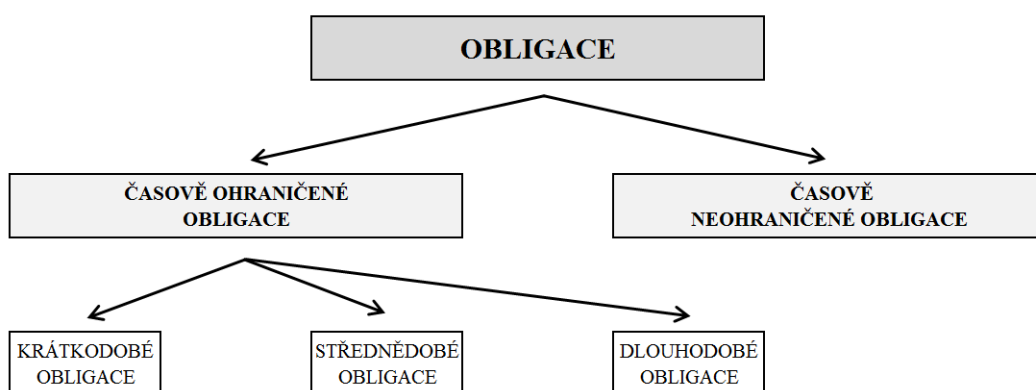 OBLIGACE
ČASOVĚ OHRANIČENÉ
OBLIGACE
ČASOVĚ
NEOHRANIČENÉ OBLIGACE
KRÁTKODOBÉ
OBLIGACE
STŘEDNĚDOBÉ
OBLIGACE
DLOUHODOBÉ
OBLIGACE